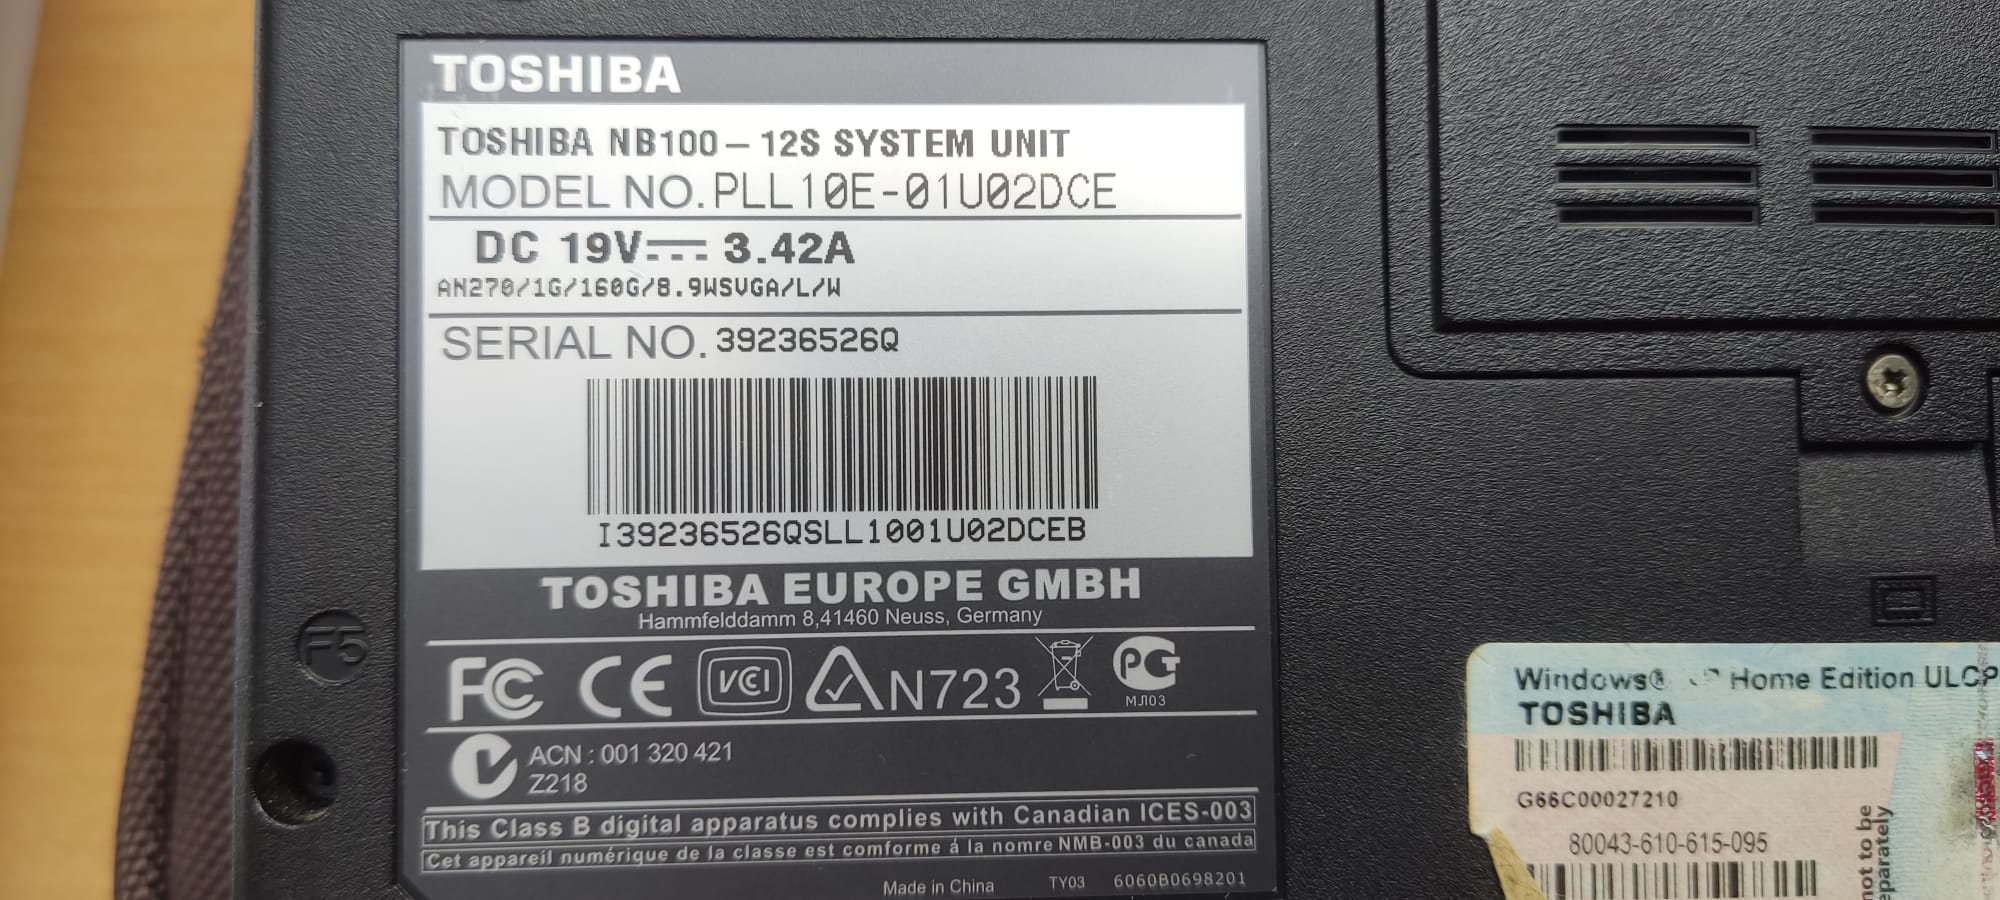 TOSHIBA
TOSHIBA NB100-12S SYSTEM UNIT
MODEL NO. PLL10E-01U02DCE
DC 19V⎓ 3.42A
AN270/1G/160G/8.9WSVGA/L/W
SERIAL NO. 39236526Q
I39236526QSLL1001U02DCEB
TOSHIBA EUROPE GMBH
Hammfelddamm 8,41460 Neuss, Germany
FC CE VCI N723 PG
МЛ03
ACN : 001 320 421
Z218
This Class B digital apparatus complies with Canadian ICES-003
Cet appareil numérique de la classe est conforme á la nomre NMB-003 du canada
Made in China TY03 6060B0698201
F5
Windows® Home Edition ULCP
TOSHIBA
G66C00027210
80043-610-615-095
not to be
eparately